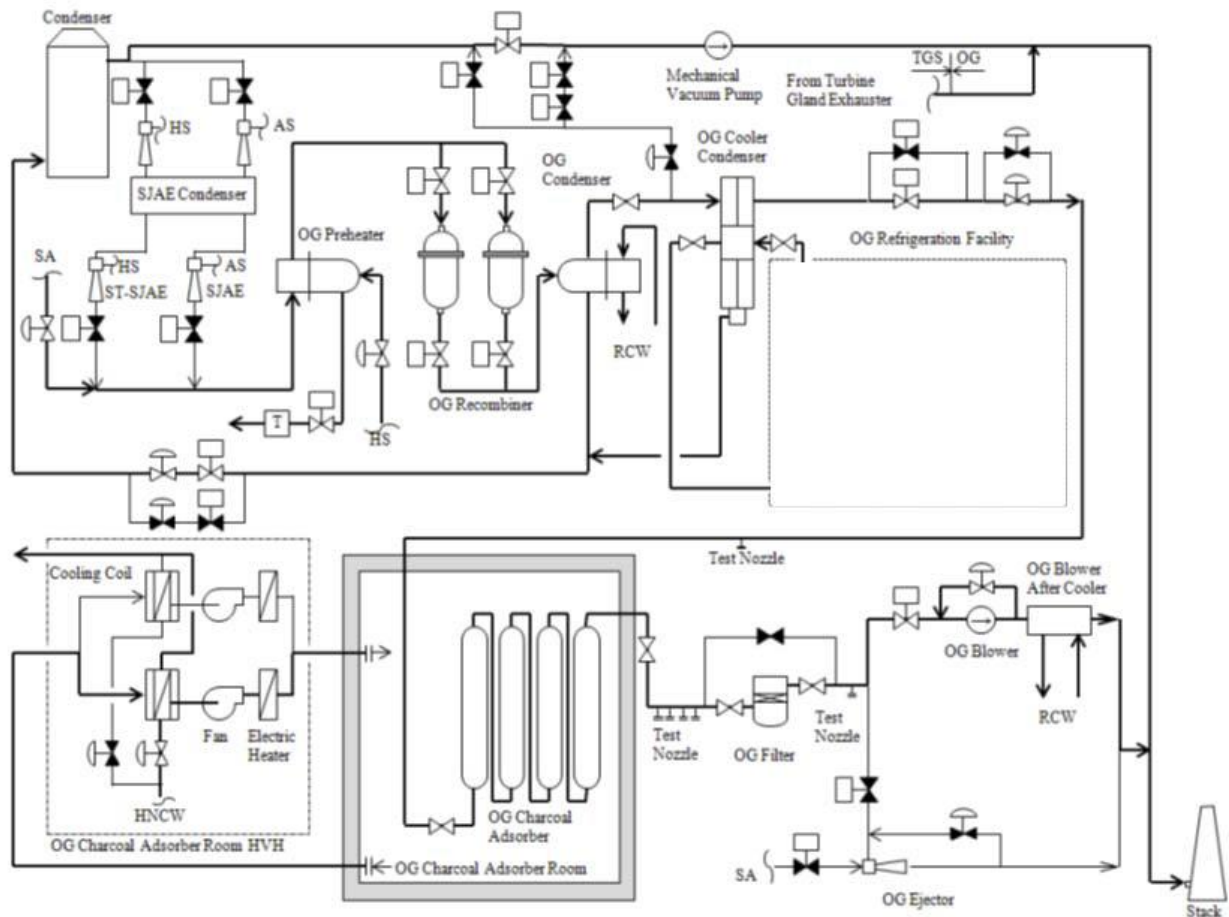 Condenser
TGS
OG
Mechanical
Vacuum Pump
From Turbine
Gland Exhauster
HS
AS
OG Cooler
Condenser
OG
Condenser
SJAE Condenser
OG Preheater
OG Refrigeration Facility
SA
HS
AS
ST-SJAE
SJAE
RCW
OG Recombiner
T
HS
Test Nozzle
Cooling Coil
OG Blower
After Cooler
OG Blower
Fan
Electric
Heater
Test
Nozzle
OG Filter
Test
Nozzle
RCW
HNCW
OG Charcoal
Adsorber
OG Charcoal Adsorber Room HVH
OG Charcoal Adsorber Room
SA
OG Ejector
Stack